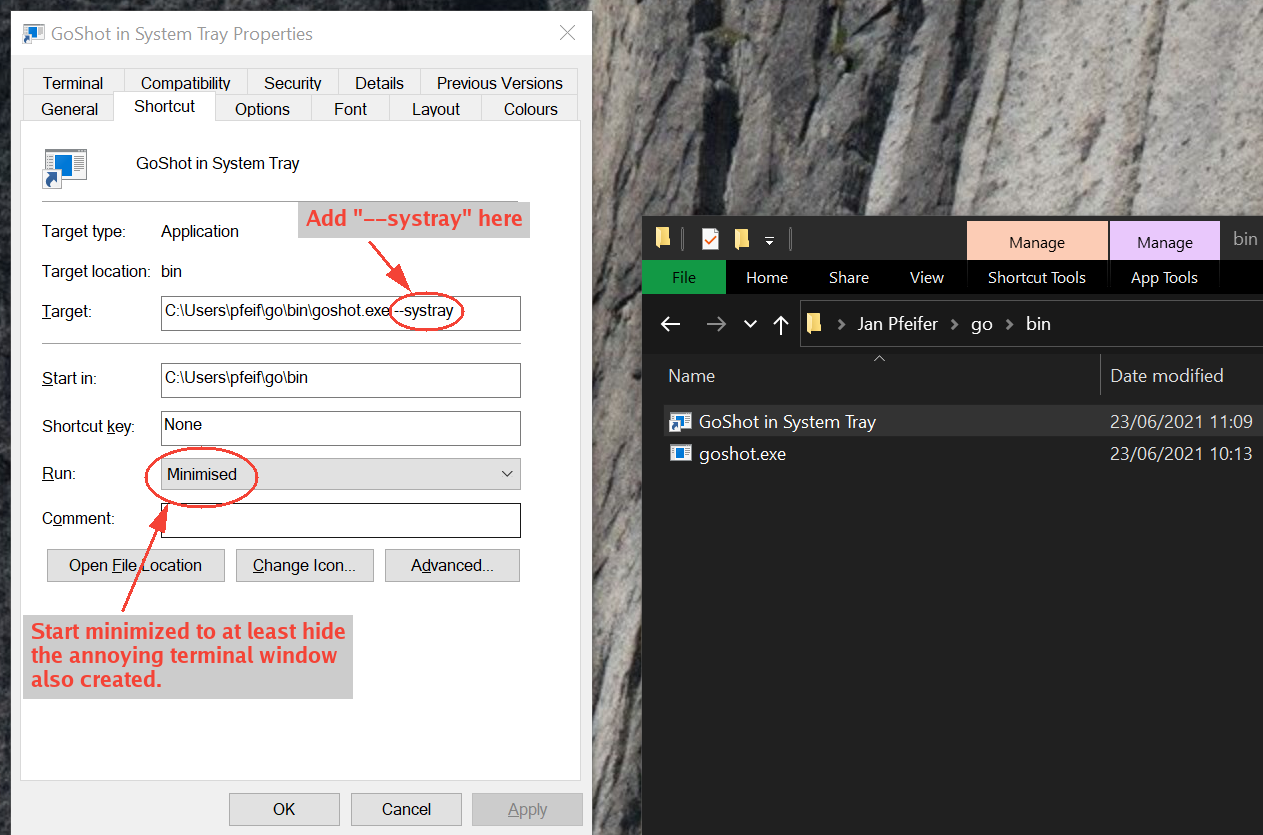 GoShot in System Tray Properties
Terminal Compatibility Security Details Previous Versions
General Shortcut Options Font Layout Colours
GoShot in System Tray
Add "--systray" here
Target type: Application
Target location: bin
Target: C:\Users\pfeif\go\bin\goshot.exe --systray
Start in: C:\Users\pfeif\go\bin
Shortcut key: None
Run: Minimised
Comment:
Open File Location Change Icon... Advanced...
Start minimized to at least hide
the annoying terminal window
also created.
OK Cancel Apply
Manage Manage bin
File Home Share View Shortcut Tools App Tools
Jan Pfeifer go bin
Name Date modified
GoShot in System Tray 23/06/2021 11:09
goshot.exe 23/06/2021 10:13